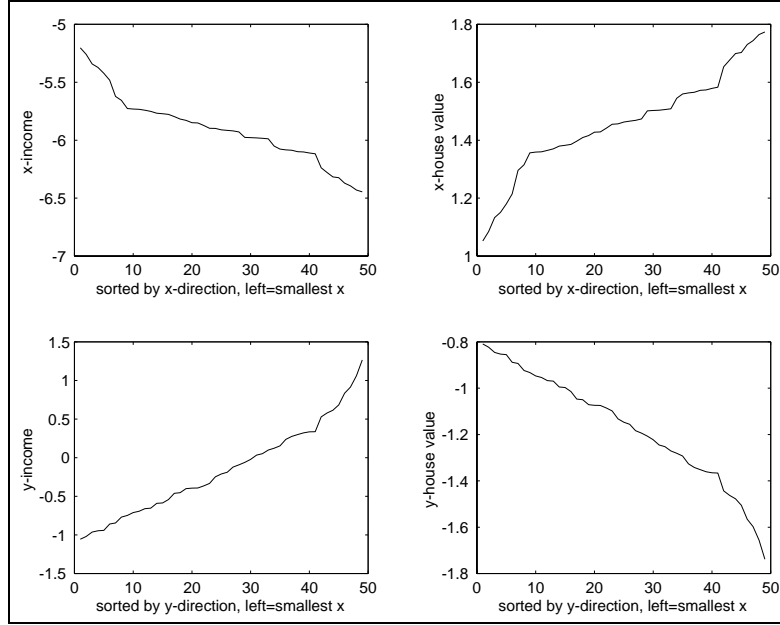 -5
-5.5
-6
-6.5
-7
x-income
0 10 20 30 40 50
sorted by x-direction, left=smallest x
1.8
1.6
1.4
1.2
1
x-house value
0 10 20 30 40 50
sorted by x-direction, left=smallest x
1.5
1
0.5
0
-0.5
-1
-1.5
y-income
0 10 20 30 40 50
sorted by y-direction, left=smallest x
-0.8
-1
-1.2
-1.4
-1.6
-1.8
y-house value
0 10 20 30 40 50
sorted by y-direction, left=smallest x